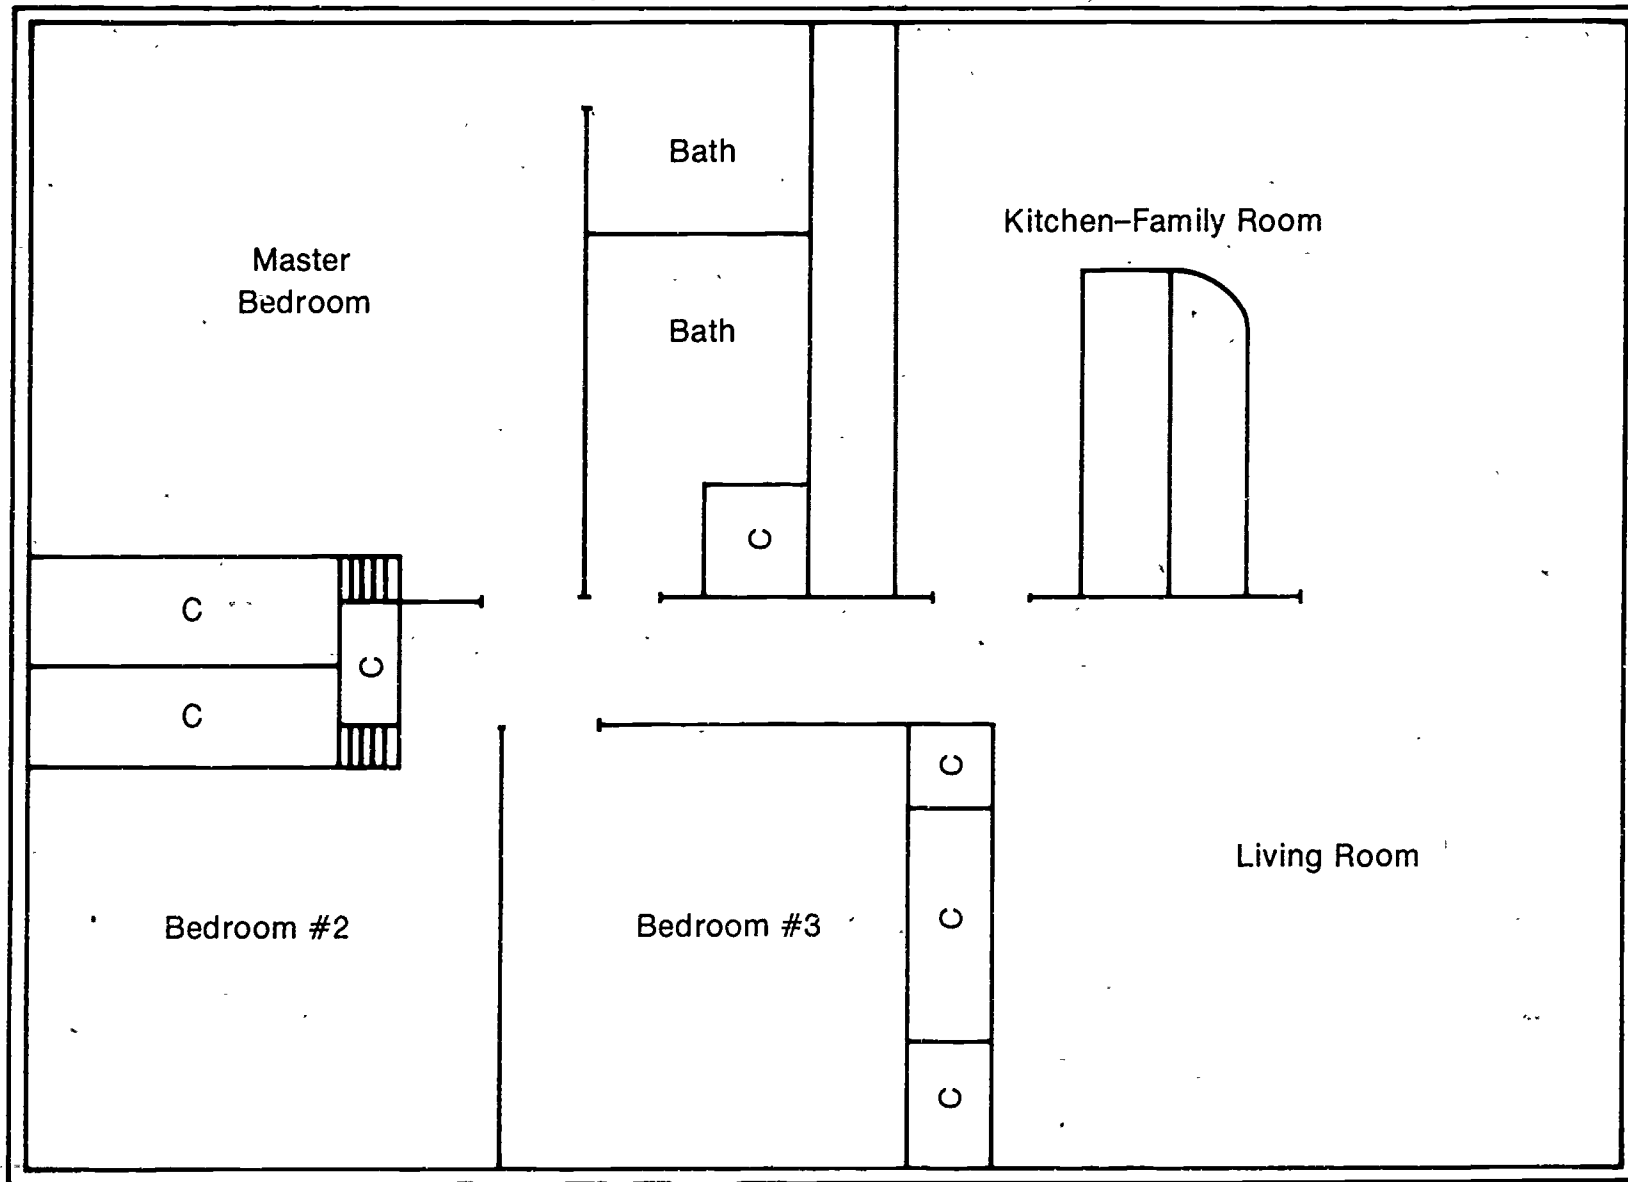 Bath
Kitchen–Family Room
Master
Bedroom
Bath
C
C
C
C
C
Living Room
C
Bedroom #2
Bedroom #3
C